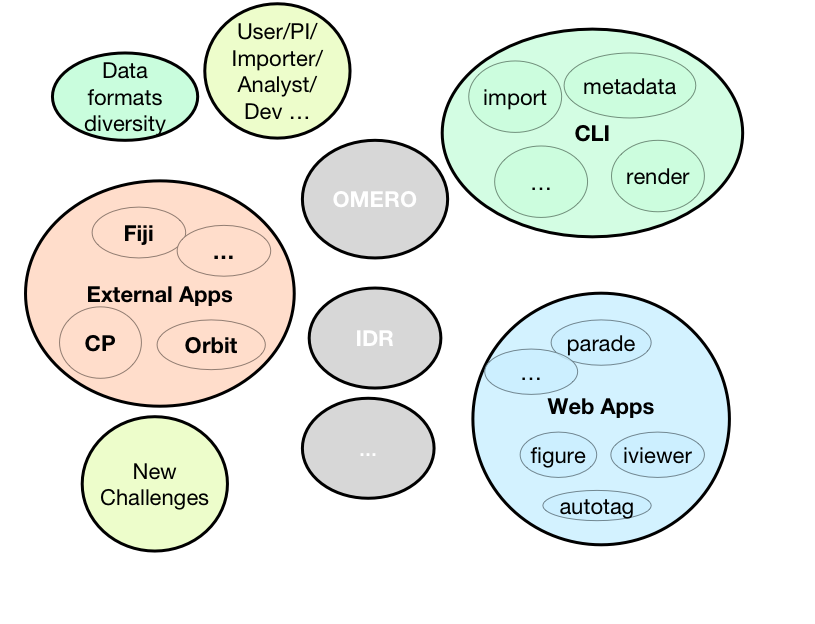 User/PI/
Importer/
Analyst/
Dev …
Data
formats
diversity
import
metadata
CLI
…
render
OMERO
Fiji
…
External Apps
CP
Orbit
IDR
parade
…
Web Apps
figure
iviewer
autotag
…
New
Challenges